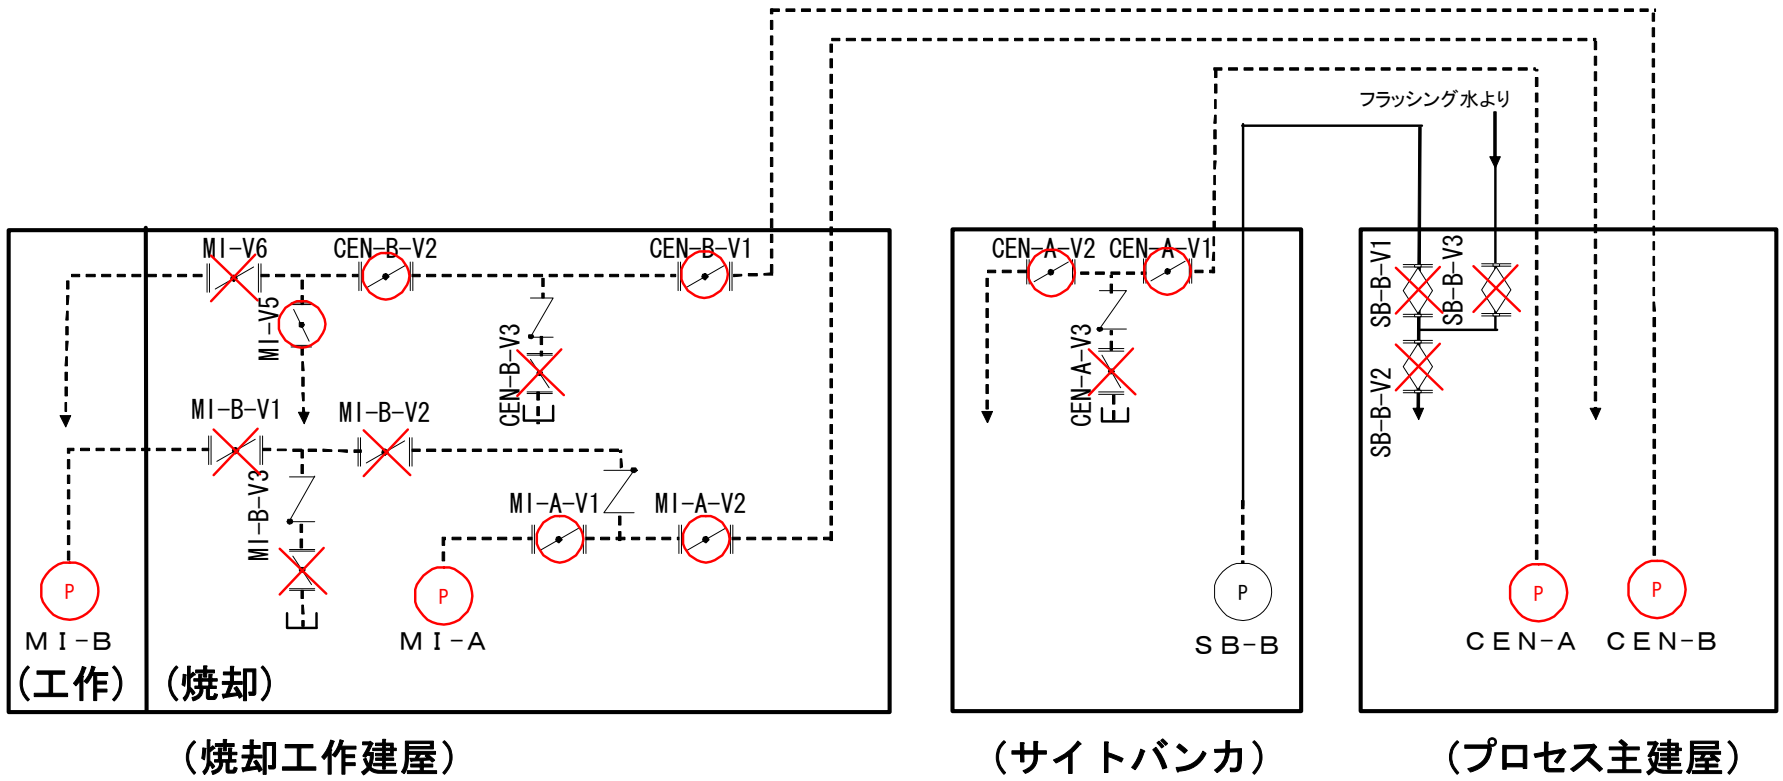 フラッシング水より
MI-V6
CEN-B-V2
CEN-B-V1
CEN-A-V2
CEN-A-V1
SB-B-V1
SB-B-V3
MI-V5
CEN-B-V3
CEN-A-V3
SB-B-V2
MI-B-V1
MI-B-V2
MI-B-V3
MI-A-V1
MI-A-V2
P
P
P
P
P
MI-B
MI-A
SB-B
CEN-A
CEN-B
(工作)
(焼却)
(焼却工作建屋)
(サイトバンカ)
(プロセス主建屋)